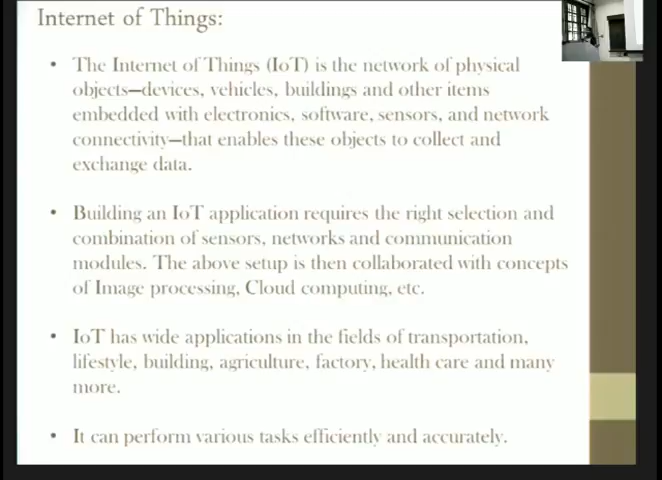 Internet of Things:
• The Internet of Things (IoT) is the network of physical
objects—devices, vehicles, buildings and other items
embedded with electronics, software, sensors, and network
connectivity—that enables these objects to collect and
exchange data.
• Building an IoT application requires the right selection and
combination of sensors, networks and communication
modules. The above setup is then collaborated with concepts
of Image processing, Cloud computing, etc.
• IoT has wide applications in the fields of transportation,
lifestyle, building, agriculture, factory, health care and many
more.
• It can perform various tasks efficiently and accurately.